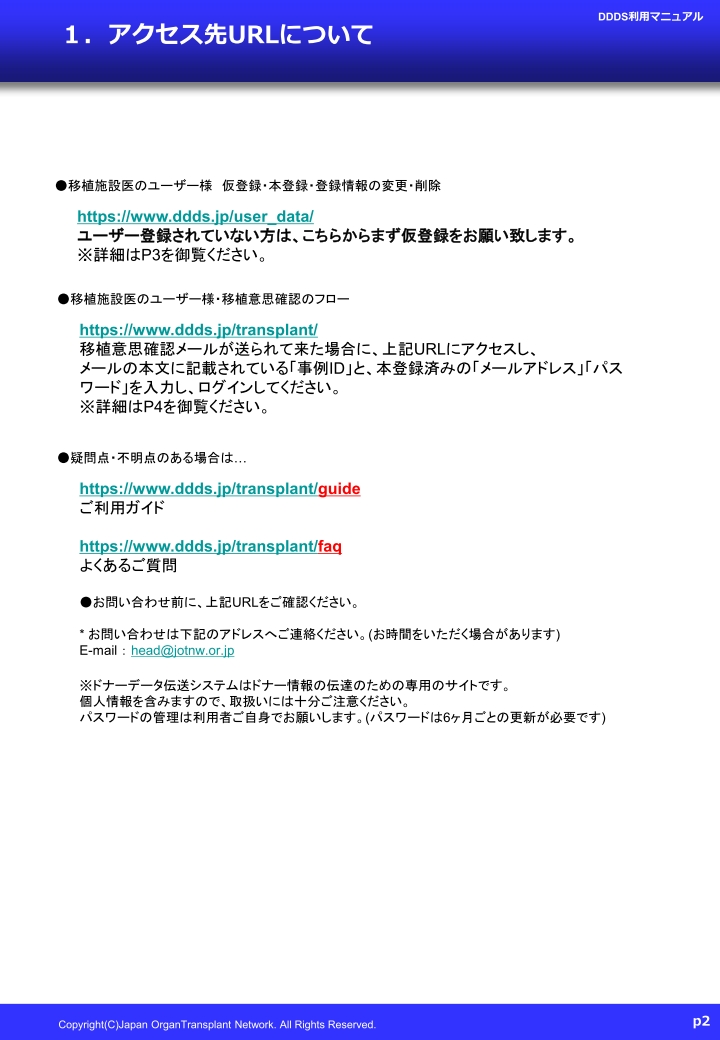 DDDS利用マニュアル
１．アクセス先URLについて
●移植施設医のユーザー様　仮登録・本登録・登録情報の変更・削除
https://www.ddds.jp/user_data/
ユーザー登録されていない方は、こちらからまず仮登録をお願い致します。
※詳細はP3を御覧ください。
●移植施設医のユーザー様・移植意思確認のフロー
https://www.ddds.jp/transplant/
移植意思確認メールが送られて来た場合に、上記URLにアクセスし、
メールの本文に記載されている「事例ID」と、本登録済みの「メールアドレス」「パス
ワード」を入力し、ログインしてください。
※詳細はP4を御覧ください。
●疑問点・不明点のある場合は…
https://www.ddds.jp/transplant/guide
ご利用ガイド
https://www.ddds.jp/transplant/faq
よくあるご質問
●お問い合わせ前に、上記URLをご確認ください。
* お問い合わせは下記のアドレスへご連絡ください。(お時間をいただく場合があります)
E-mail : head@jotnw.or.jp
※ドナーデータ伝送システムはドナー情報の伝達のための専用のサイトです。
個人情報を含みますので、取扱いには十分ご注意ください。
パスワードの管理は利用者ご自身でお願いします。(パスワードは6ヶ月ごとの更新が必要です)
Copyright(C)Japan OrganTransplant Network. All Rights Reserved.
p2